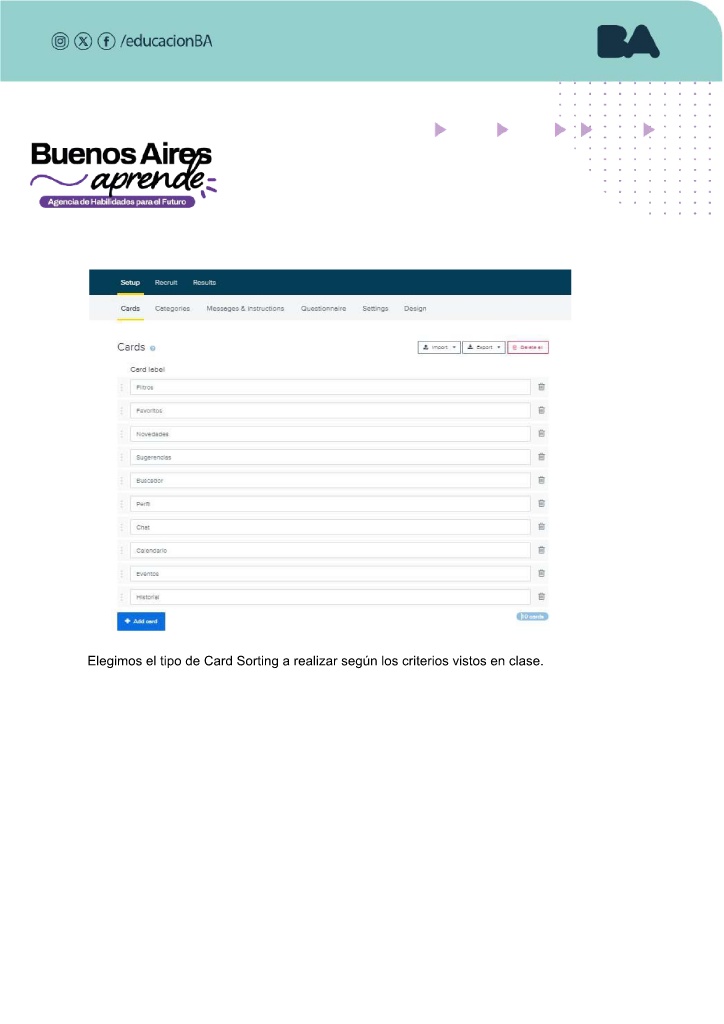 /educacionBA
BA
Buenos Aires
aprende
Agencia de Habilidades para el Futuro
Setup Recruit Results
Cards Categories Messages & instructions Questionnaire Settings Design
Cards
Import Export Delete all
Card label
Filtros
Favoritos
Novedades
Sugerencias
Buscador
Perfil
Chat
Calendario
Eventos
Historial
Add card
cards
Elegimos el tipo de Card Sorting a realizar según los criterios vistos en clase.